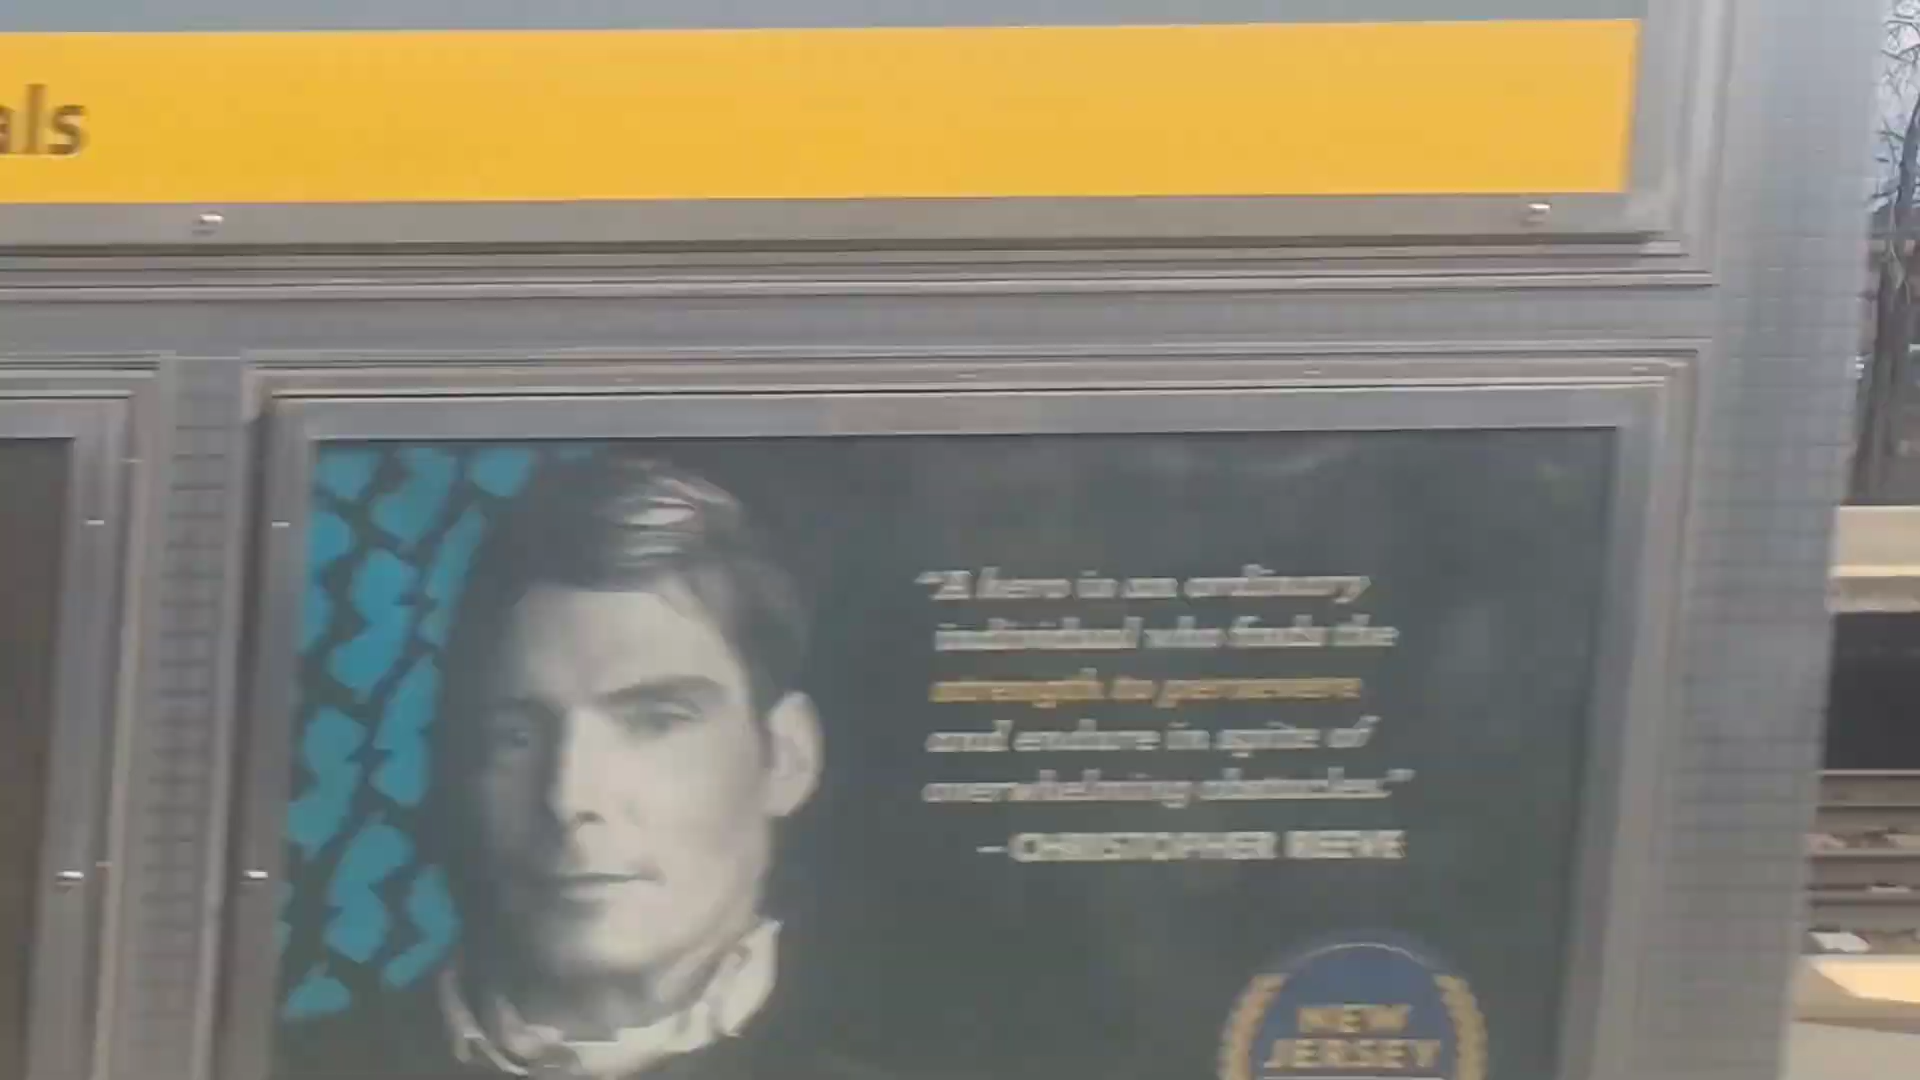 als
“A hero is an ordinary
individual who finds the
strength to persevere
and endure in spite of
overwhelming obstacles.”
– CHRISTOPHER REEVE
NEW
JERSEY